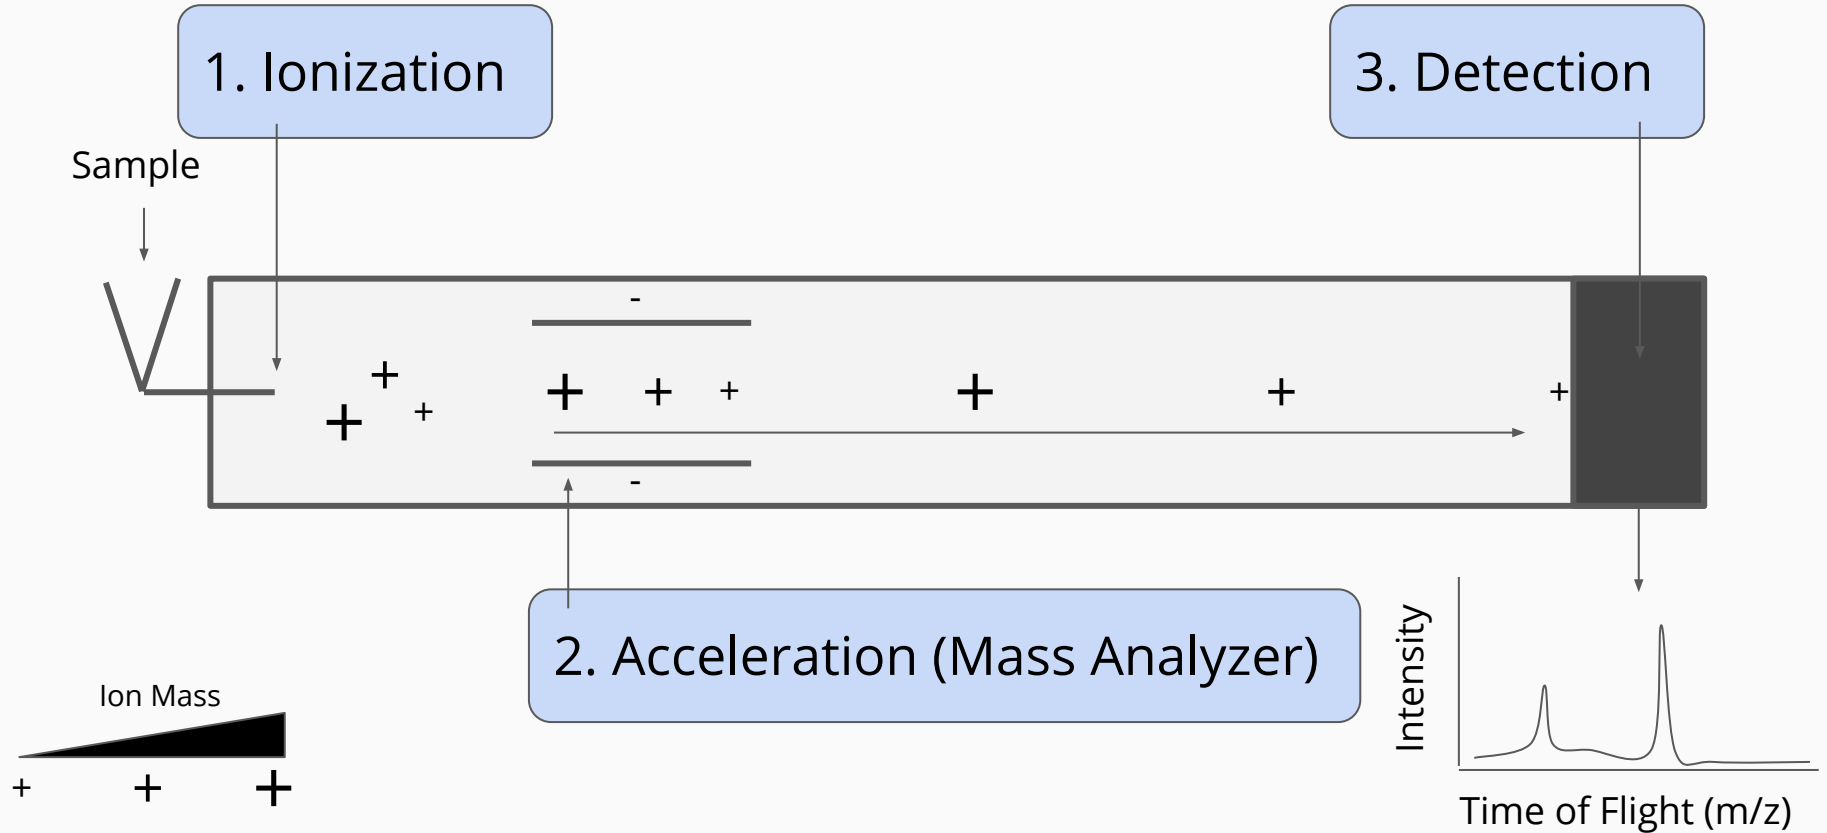 1. Ionization
3. Detection
Sample
-
+
+
+
+ + + + + +
-
2. Acceleration (Mass Analyzer)
Ion Mass
+ + +
Intensity
Time of Flight (m/z)